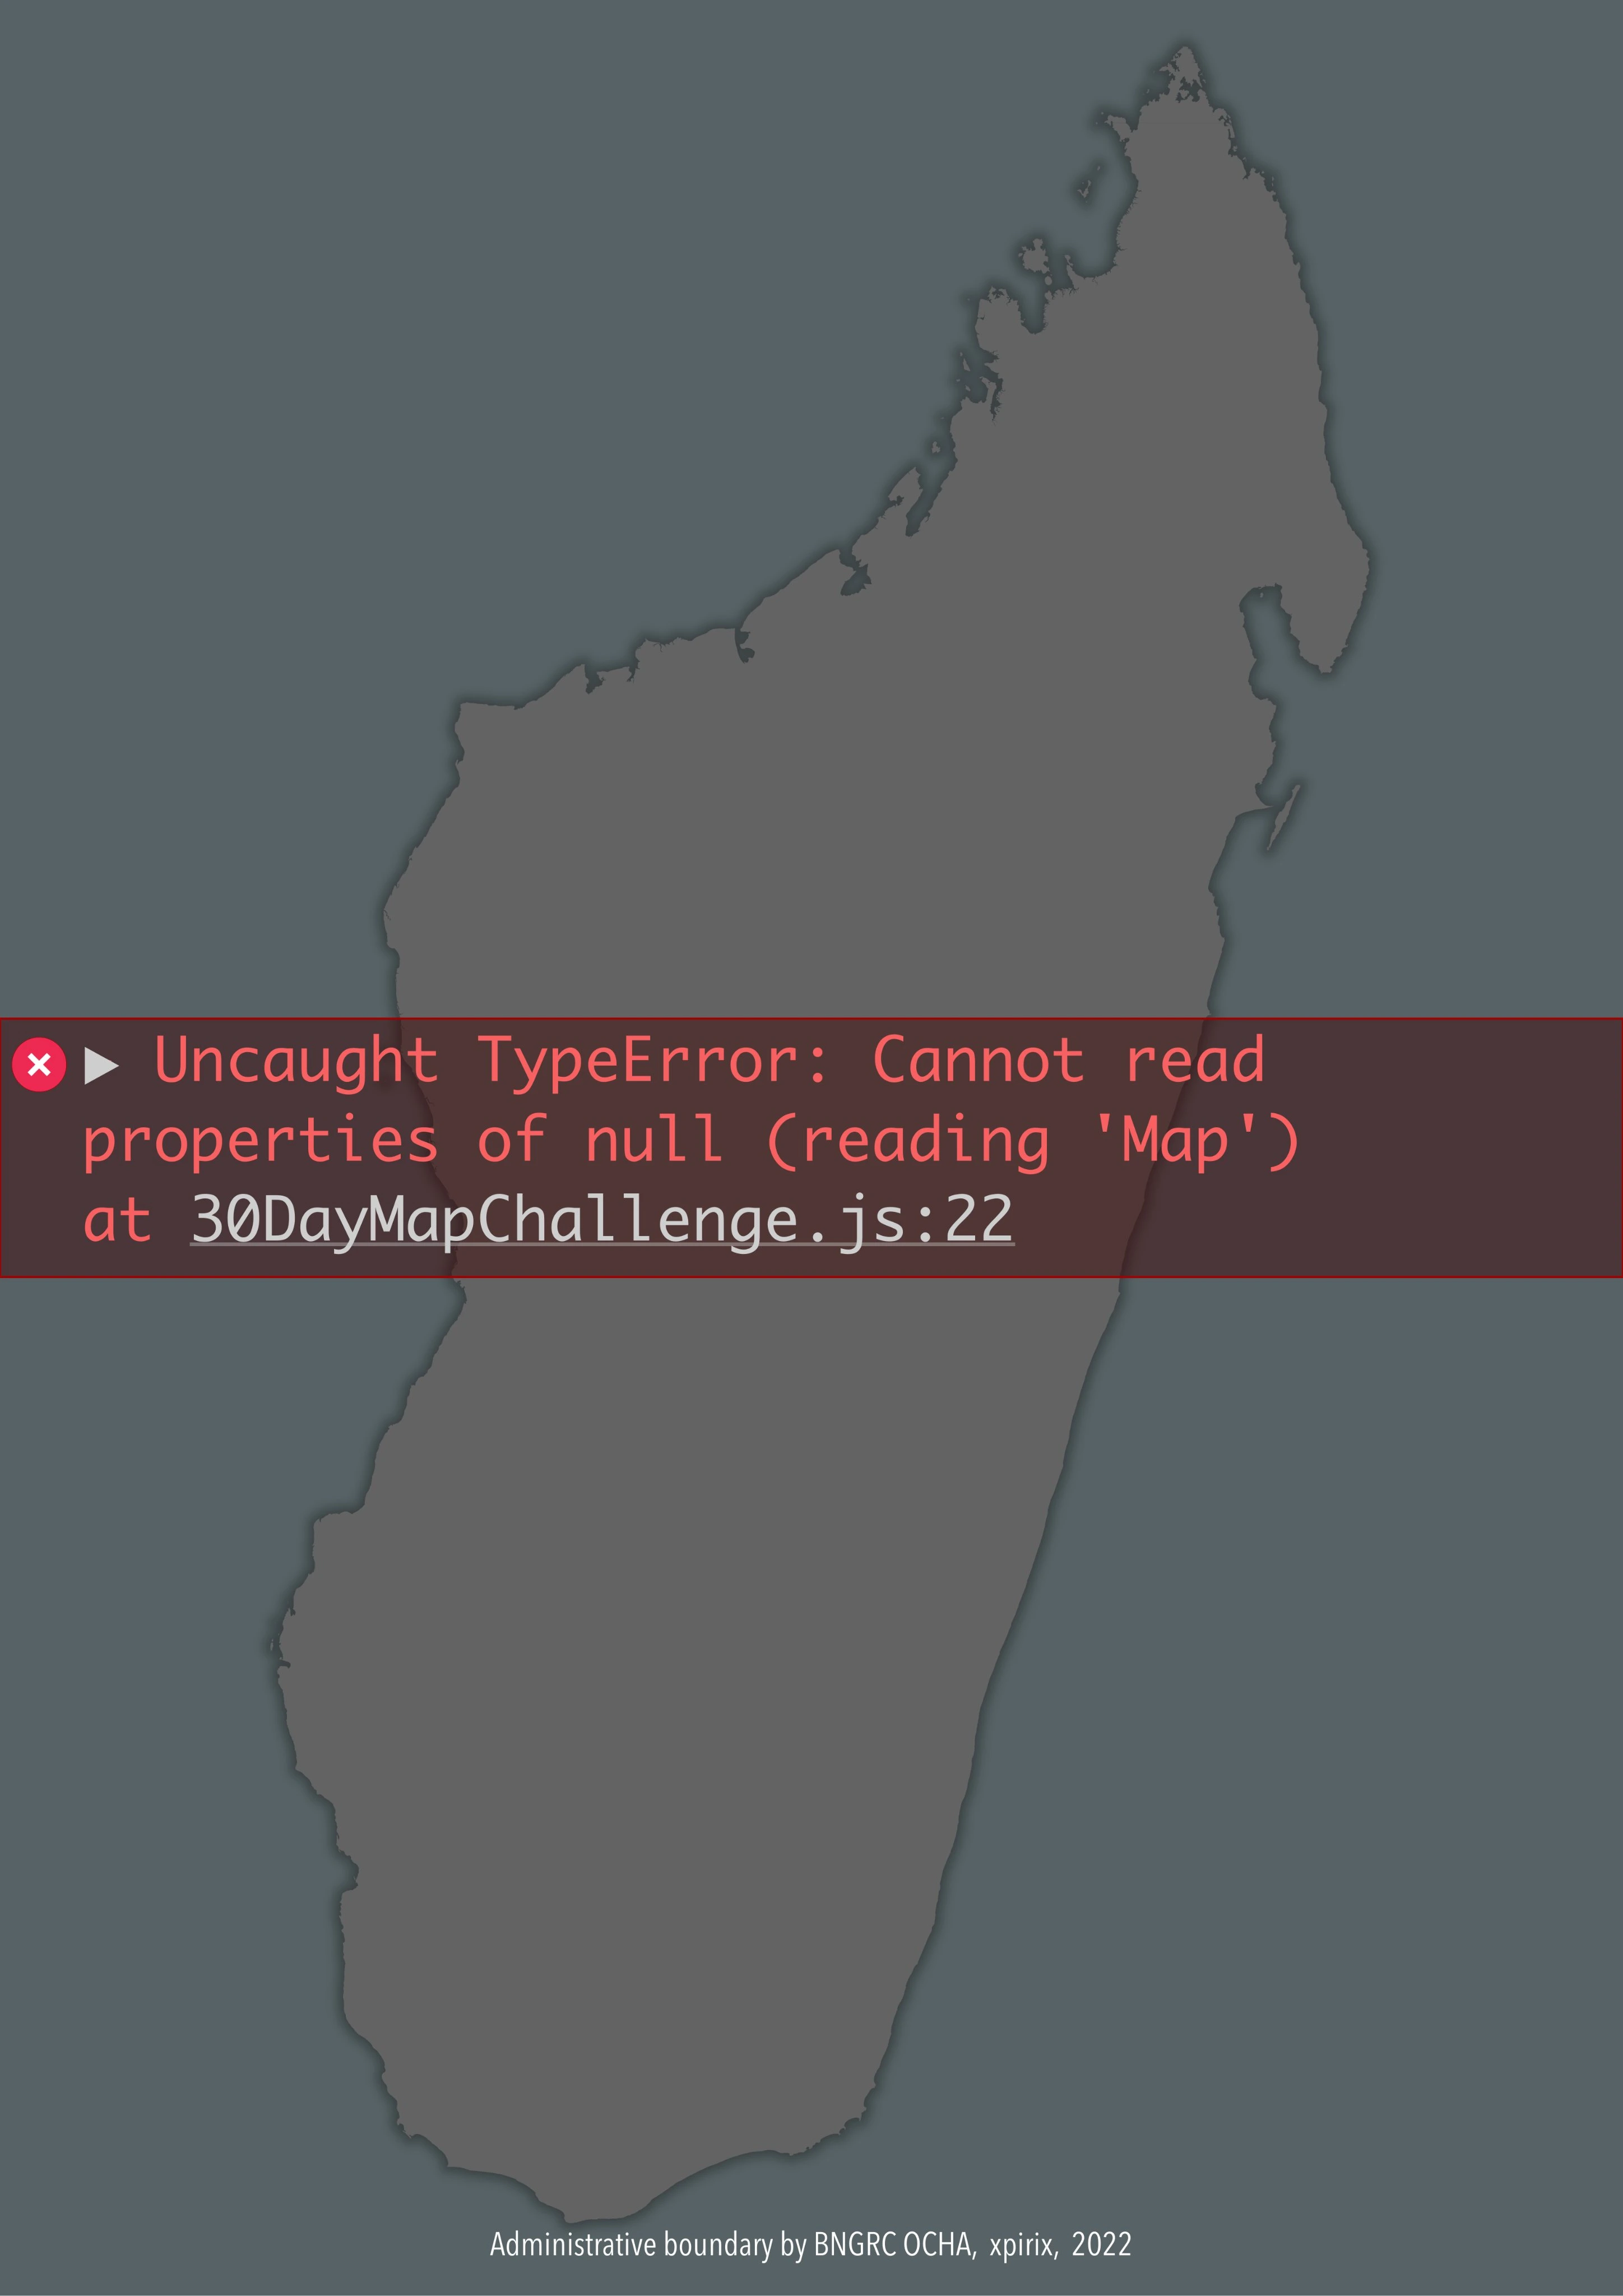 Uncaught TypeError: Cannot read
properties of null (reading 'Map')
at 30DayMapChallenge.js:22
Administrative boundary by BNGRC OCHA, xpirix, 2022